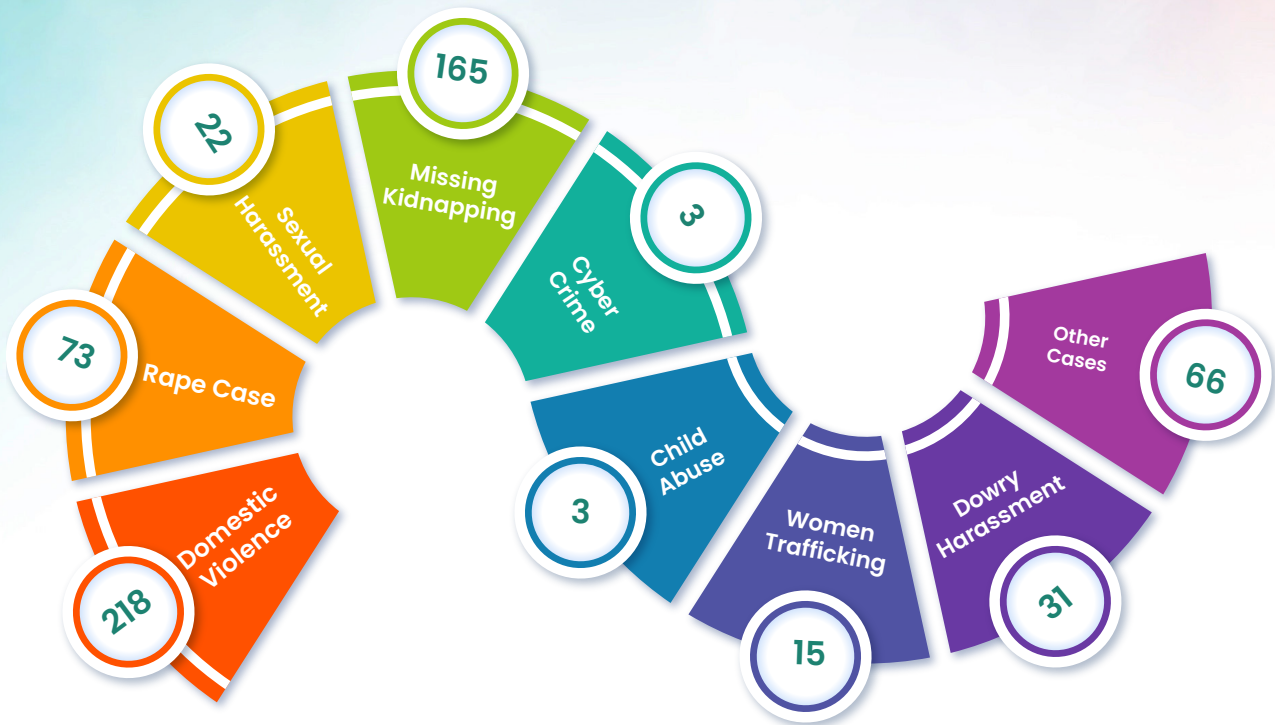 218
Domestic
Violence
73
Rape Case
22
Sexual
Harassment
165
Missing
Kidnapping
3
Cyber
Crime
3
Child
Abuse
15
Women
Trafficking
31
Dowry
Harassment
66
Other
Cases